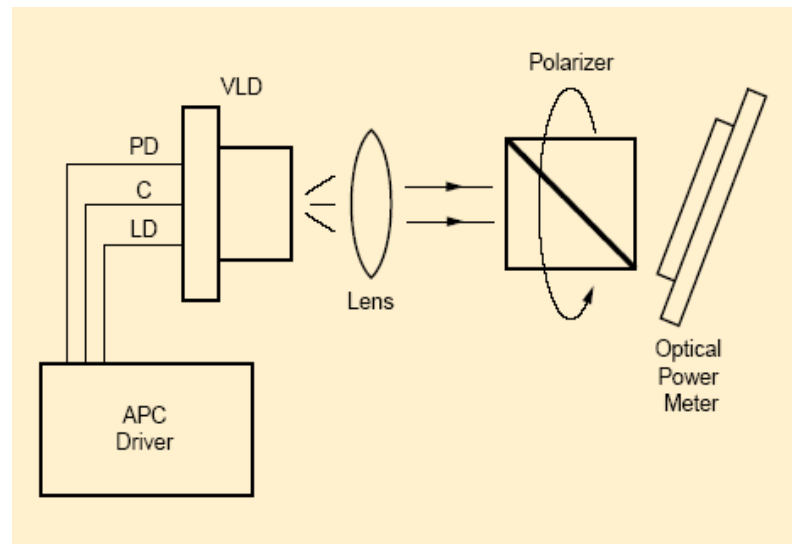 VLD
Polarizer
PD
C
LD
Lens
Optical
Power
Meter
APC
Driver